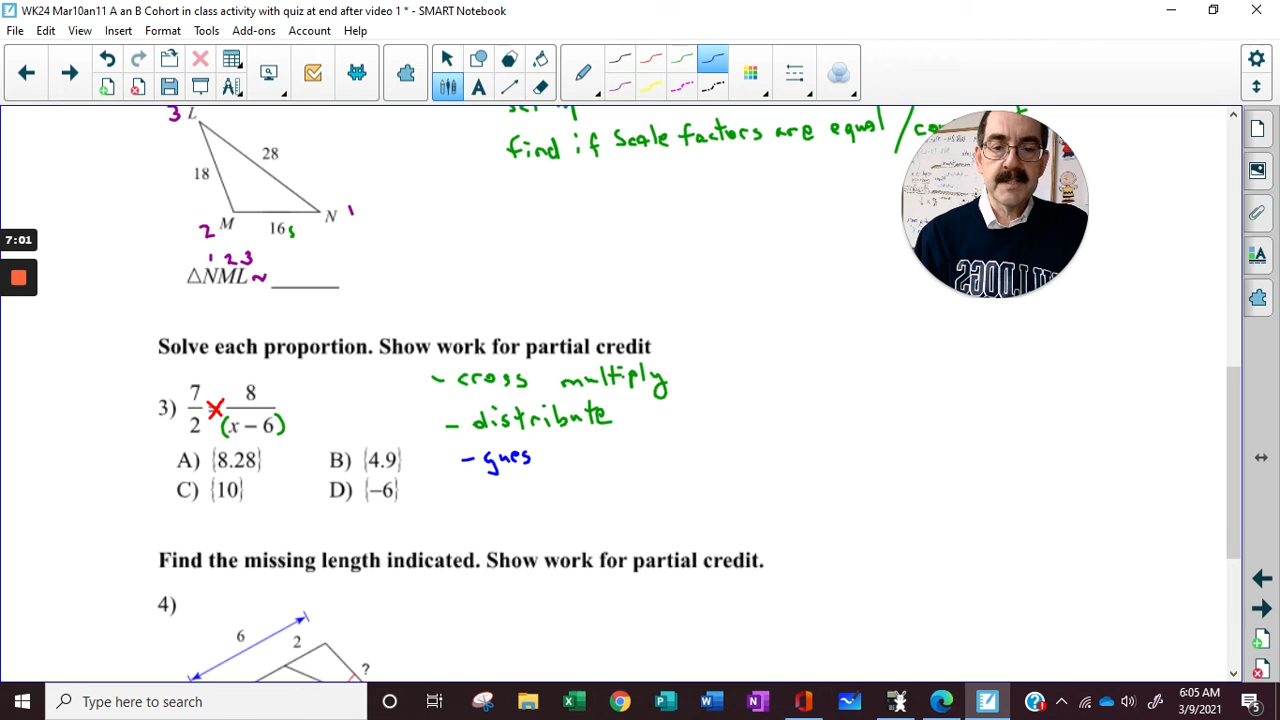 WK24 Mar10an11 A an B Cohort in class activity with quiz at end after video 1 * - SMART Notebook
File Edit View Insert Format Tools Add-ons Account Help
find if Scale factors are equal /
3 L
28
18
2 M
16s
N 1
1 2 3
△NML ~ ________
7:01
Solve each proportion. Show work for partial credit
- cross multiply
3) 7/2 = 8/(x − 6)
- distribute
- gues
A) {8.28} B) {4.9}
C) {10} D) {−6}
Find the missing length indicated. Show work for partial credit.
4)
6
2
?
Type here to search
6:05 AM
3/9/2021
5